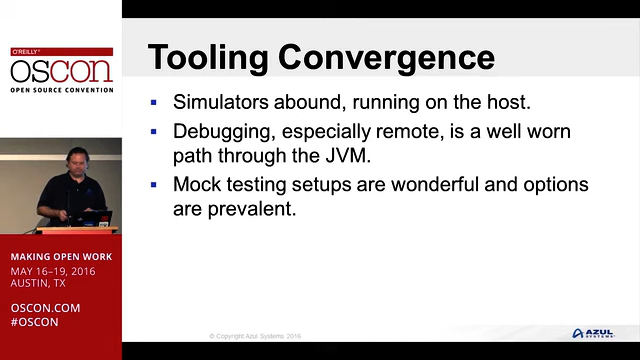 O'REILLY®
OSCON
OPEN SOURCE CONVENTION
MAKING OPEN WORK
MAY 16–19, 2016
AUSTIN, TX
OSCON.COM
#OSCON
Tooling Convergence
▪ Simulators abound, running on the host.
▪ Debugging, especially remote, is a well worn
path through the JVM.
▪ Mock testing setups are wonderful and options
are prevalent.
© Copyright Azul Systems 2016
AZUL
SYSTEMS